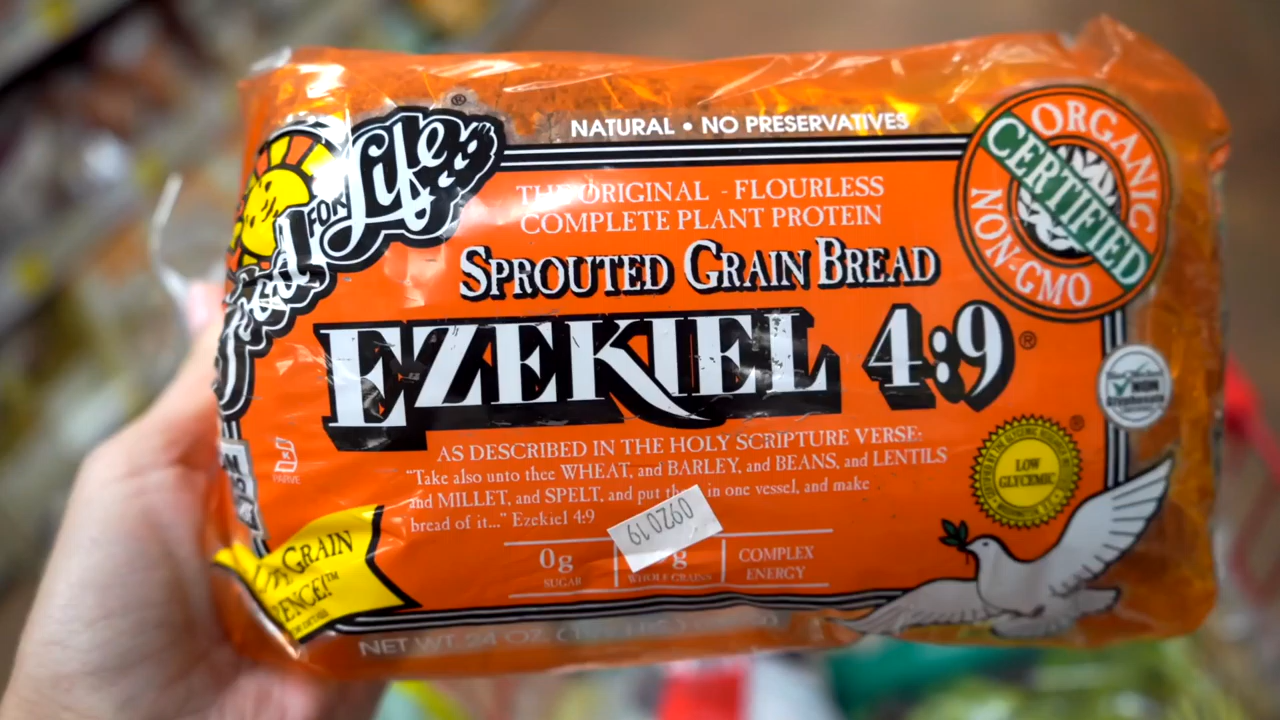 Food FOR Life®
NATURAL • NO PRESERVATIVES
THE ORIGINAL - FLOURLESS
COMPLETE PLANT PROTEIN
SPROUTED GRAIN BREAD
EZEKIEL 4:9®
ORGANIC
CERTIFIED
NON-GMO
LOW
GLYCEMIC
®
AS DESCRIBED IN THE HOLY SCRIPTURE VERSE:
"Take also unto thee WHEAT, and BARLEY, and BEANS, and LENTILS
and MILLET, and SPELT, and put in one vessel, and make
bread of it..." Ezekiel 4:9
K
PARVE
GRAIN
092019
0g
SUGAR
g
WHOLE GRAINS
COMPLEX
ENERGY
NET WT. 24 OZ.